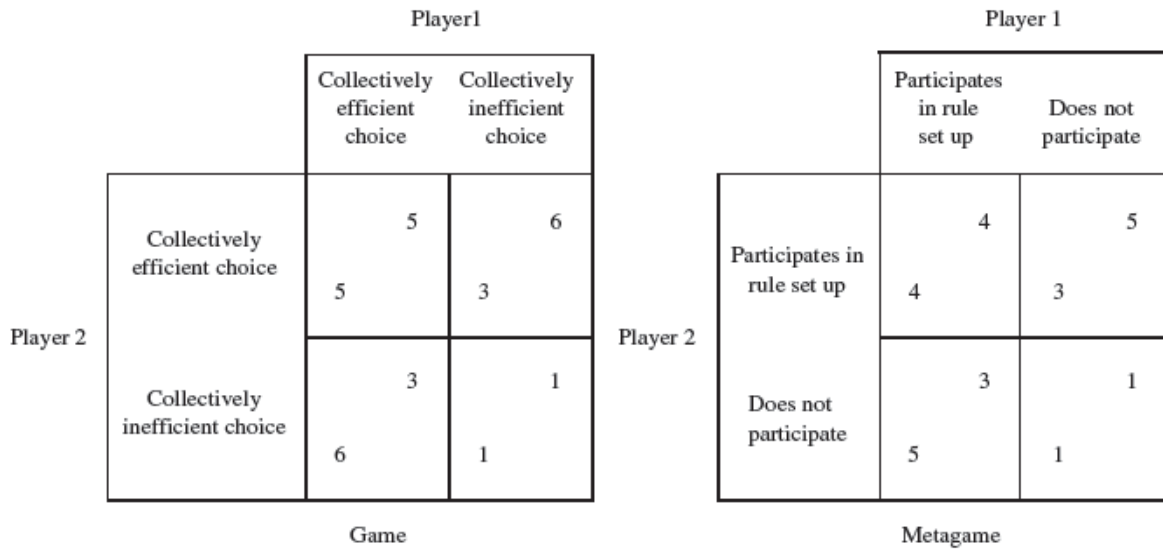 Player1
Collectively
efficient
choice
Collectively
inefficient
choice
Collectively
efficient choice
5
6
5
3
Player 2
Collectively
inefficient choice
3
1
6
1
Game
Player 1
Participates
in rule
set up
Does not
participate
Participates in
rule set up
4
5
4
3
Player 2
Does not
participate
3
1
5
1
Metagame